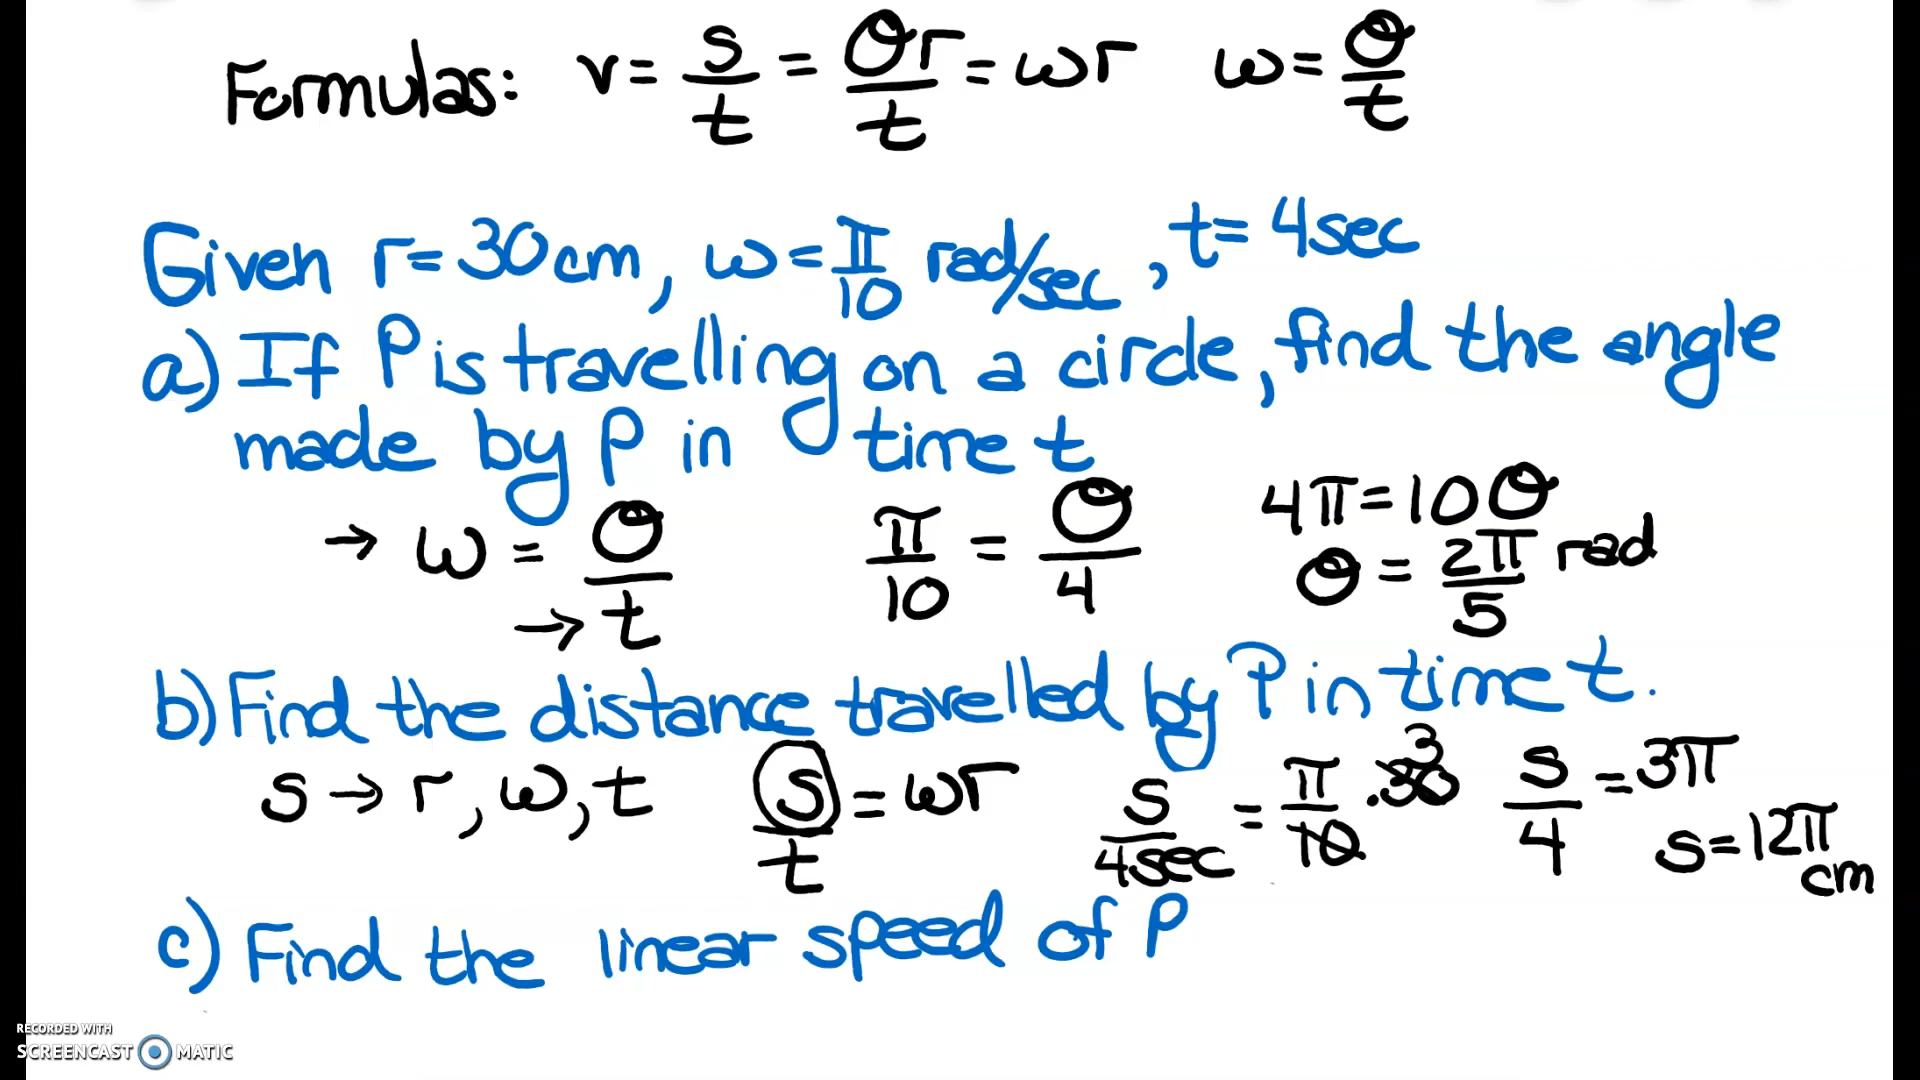 Formulas: v = s/t = θr/t = ωr  ω = θ/t
Given r = 30cm, ω = π/10 rad/sec, t = 4sec
a) If P is travelling on a circle, find the angle
made by P in time t
→ ω = θ/→t  π/10 = θ/4  4π = 10θ
θ = 2π/5 rad
b) Find the distance travelled by P in time t.
s → r, ω, t  s/t = ωr  s/4sec = π/10 · 30 3  s/4 = 3π
s = 12π cm
c) Find the linear speed of P
RECORDED WITH
SCREENCAST MATIC